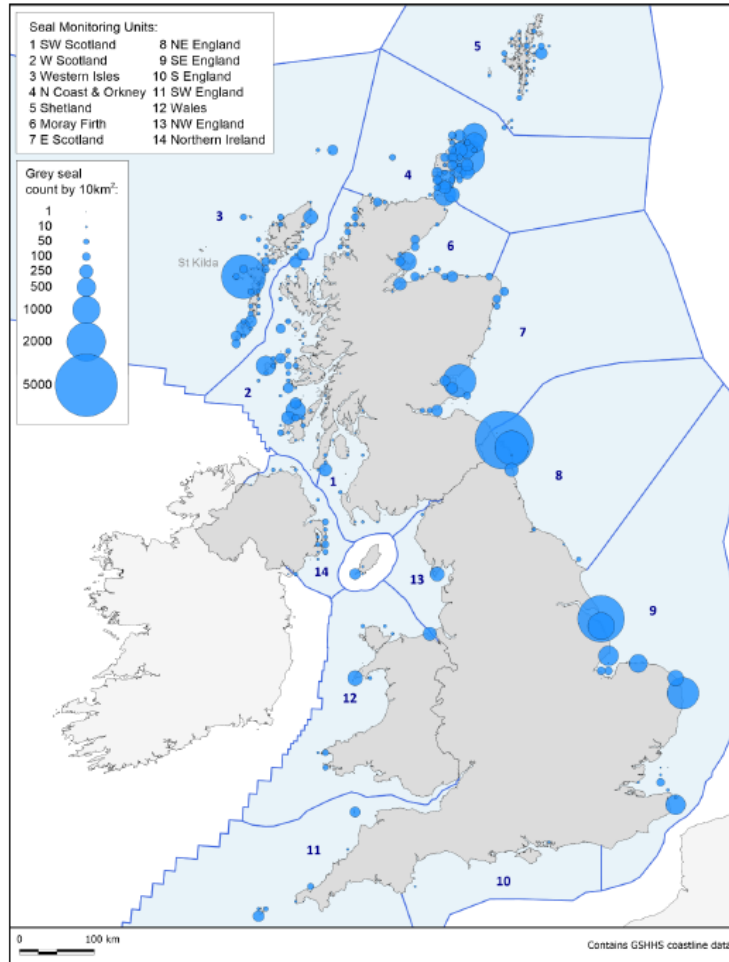 Seal Monitoring Units:
1 SW Scotland 8 NE England
2 W Scotland 9 SE England
3 Western Isles 10 S England
4 N Coast & Orkney 11 SW England
5 Shetland 12 Wales
6 Moray Firth 13 NW England
7 E Scotland 14 Northern Ireland
Grey seal
count by 10km²:
1
10
50
100
250
500
1000
2000
5000
5
4
3
St Kilda
6
7
2
8
1
14
13
9
12
11
10
0 100 km
Contains GSHHS coastline data